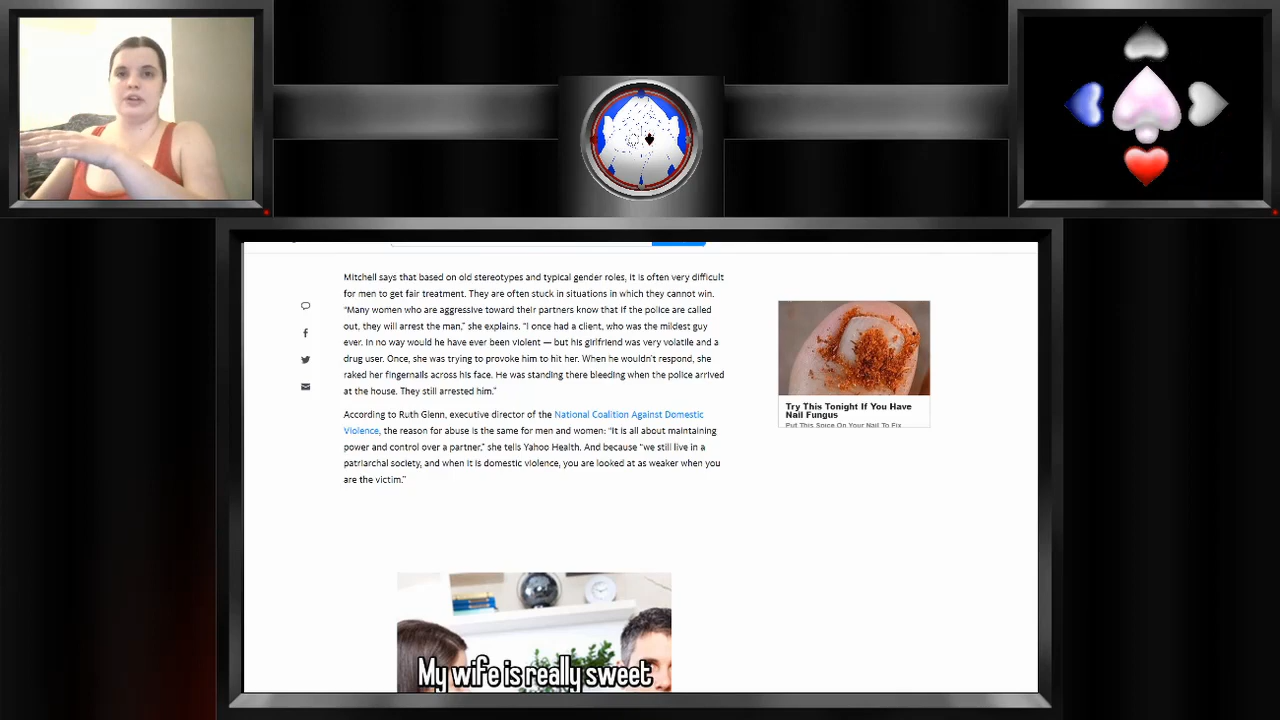 Mitchell says that based on old stereotypes and typical gender roles, it is often very difficult
for men to get fair treatment. They are often stuck in situations in which they cannot win.
"Many women who are aggressive toward their partners know that if the police are called
out, they will arrest the man," she explains. "I once had a client, who was the mildest guy
ever. In no way would he have ever been violent — but his girlfriend was very volatile and a
drug user. Once, she was trying to provoke him to hit her. When he wouldn't respond, she
raked her fingernails across his face. He was standing there bleeding when the police arrived
at the house. They still arrested him."
According to Ruth Glenn, executive director of the National Coalition Against Domestic
Violence, the reason for abuse is the same for men and women: "It is all about maintaining
power and control over a partner," she tells Yahoo Health. And because "we still live in a
patriarchal society, and when it is domestic violence, you are looked at as weaker when you
are the victim."
Try This Tonight If You Have
Nail Fungus
Put This Spice On Your Nail To Fix
My wife is really sweet